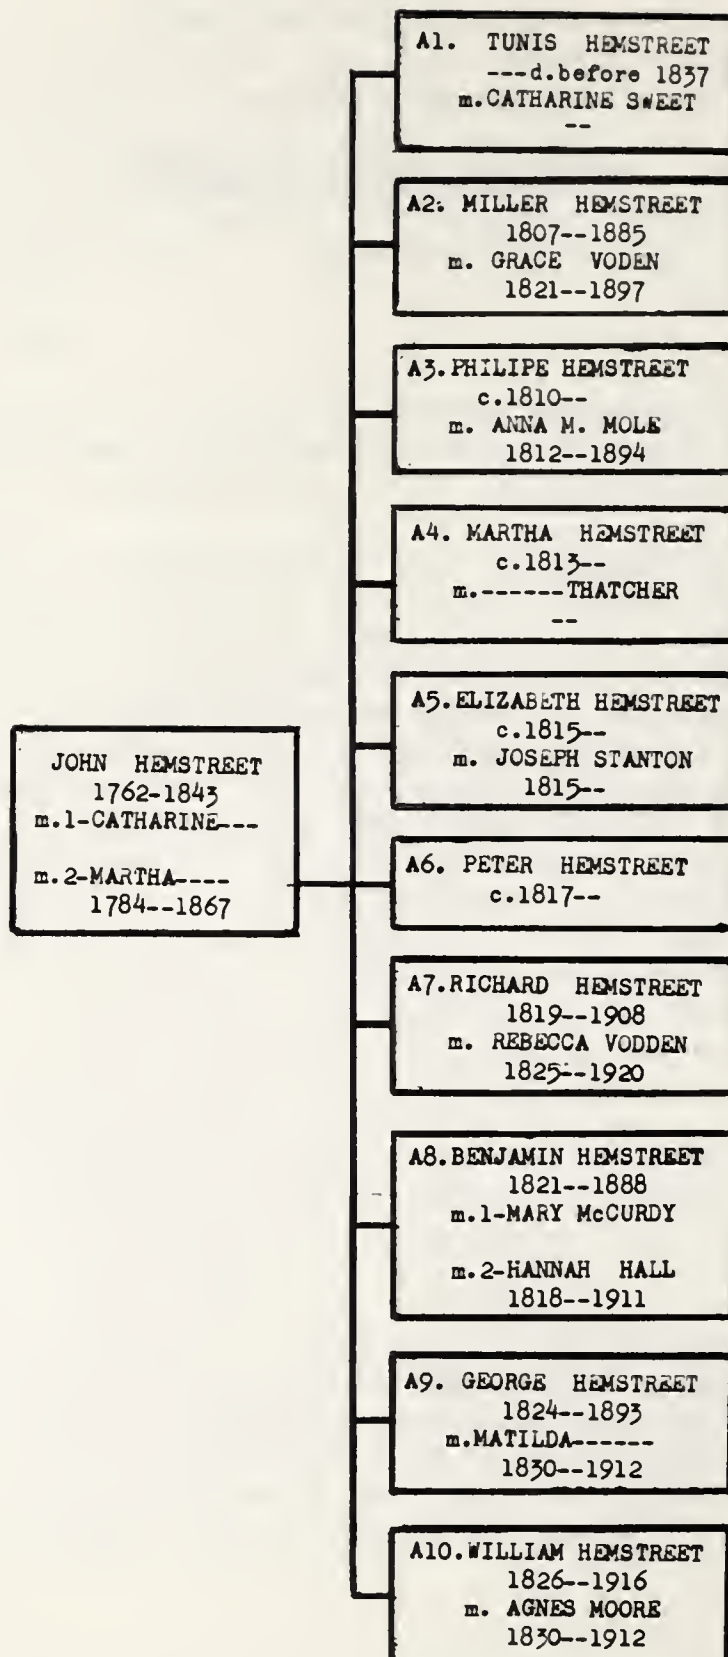 A1. TUNIS HEMSTREET
---d.before 1837
m.CATHARINE SWEET
--
A2. MILLER HEMSTREET
1807--1885
m. GRACE VODEN
1821--1897
A3.PHILIPE HEMSTREET
c.1810--
m. ANNA M. MOLE
1812--1894
A4. MARTHA HEMSTREET
c.1813--
m.------THATCHER
--
A5.ELIZABETH HEMSTREET
c.1815--
m. JOSEPH STANTON
1815--
JOHN HEMSTREET
1762-1843
m.1-CATHARINE---
m.2-MARTHA----
1784--1867
A6. PETER HEMSTREET
c.1817--
A7.RICHARD HEMSTREET
1819--1908
m. REBECCA VODDEN
1825--1920
A8.BENJAMIN HEMSTREET
1821--1888
m.1-MARY McCURDY
m.2-HANNAH HALL
1818--1911
A9. GEORGE HEMSTREET
1824--1893
m.MATILDA------
1830--1912
A10.WILLIAM HEMSTREET
1826--1916
m. AGNES MOORE
1830--1912